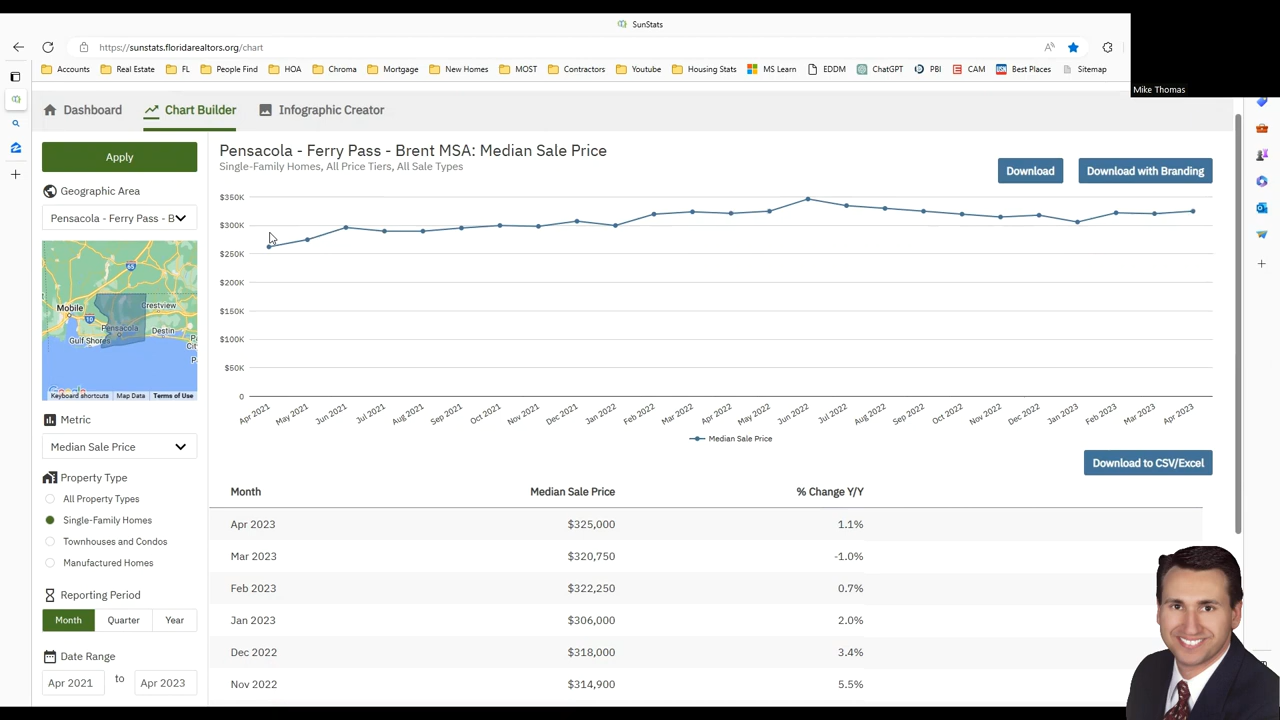 SunStats
https://sunstats.floridarealtors.org/chart
Accounts Real Estate FL People Find HOA Chroma Mortgage New Homes MOST Contractors Youtube Housing Stats MS Learn EDDM ChatGPT PBI CAM Best Places Sitemap
Mike Thomas
Dashboard Chart Builder Infographic Creator
Apply
Geographic Area
Pensacola - Ferry Pass - B
Mobile
Crestview
Pensacola
Destin
Gulf Shores
65
10
P
Cit
P
Google
Keyboard shortcuts Map Data Terms of Use
Metric
Median Sale Price
Property Type
All Property Types
Single-Family Homes
Townhouses and Condos
Manufactured Homes
Reporting Period
Month Quarter Year
Date Range
Apr 2021 to Apr 2023
Pensacola - Ferry Pass - Brent MSA: Median Sale Price
Single-Family Homes, All Price Tiers, All Sale Types
Download Download with Branding
$350K
$300K
$250K
$200K
$150K
$100K
$50K
0
Apr 2021 May 2021 Jun 2021 Jul 2021 Aug 2021 Sep 2021 Oct 2021 Nov 2021 Dec 2021 Jan 2022 Feb 2022 Mar 2022 Apr 2022 May 2022 Jun 2022 Jul 2022 Aug 2022 Sep 2022 Oct 2022 Nov 2022 Dec 2022 Jan 2023 Feb 2023 Mar 2023 Apr 2023
Median Sale Price
Download to CSV/Excel
Month Median Sale Price % Change Y/Y
Apr 2023 $325,000 1.1%
Mar 2023 $320,750 -1.0%
Feb 2023 $322,250 0.7%
Jan 2023 $306,000 2.0%
Dec 2022 $318,000 3.4%
Nov 2022 $314,900 5.5%